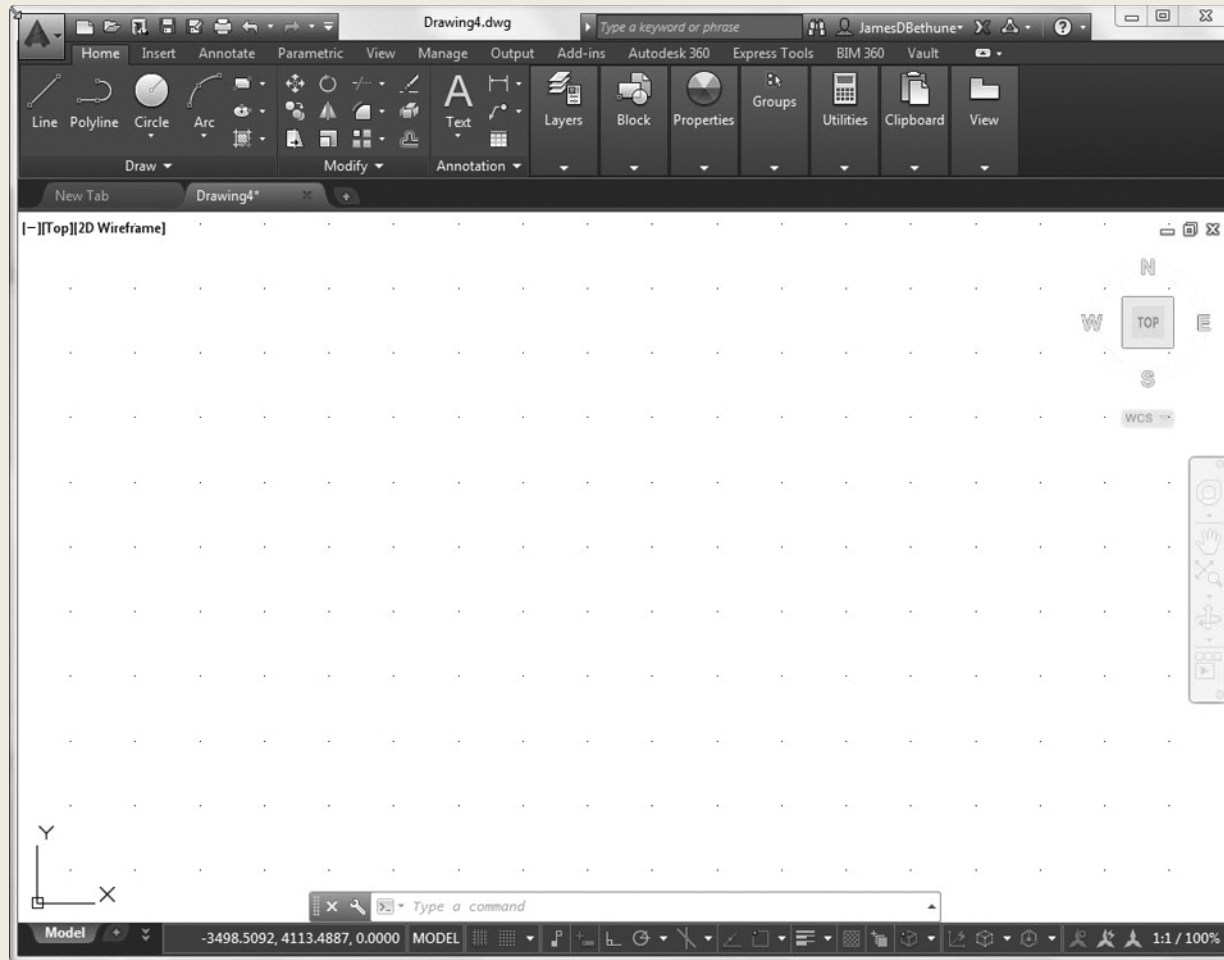 Drawing4.dwg Type a keyword or phrase JamesDBethune
Home Insert Annotate Parametric View Manage Output Add-ins Autodesk 360 Express Tools BIM 360 Vault
Line Polyline Circle Arc Text Layers Block Properties Groups Utilities Clipboard View
Draw Modify Annotation
New Tab Drawing4*
[−][Top][2D Wireframe]
N
W TOP E
S
WCS
Y
X
Type a command
Model -3498.5092, 4113.4887, 0.0000 MODEL 1:1 / 100%